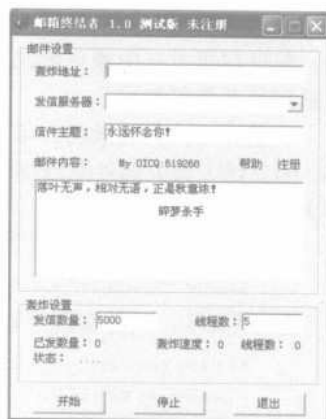 邮箱终结者 1.0 测试版 未注册
邮件设置
轰炸地址：
发信服务器：
信件主题： 永远怀念你！
邮件内容： My OICQ:519260 帮助 注册
落叶无声，相对无语，正是秋意浓！
醉梦杀手
轰炸设置
发信数量： 5000 线程数： 5
已发数量： 0 轰炸速度： 0 线程数： 0
状态： ....
开始 停止 退出